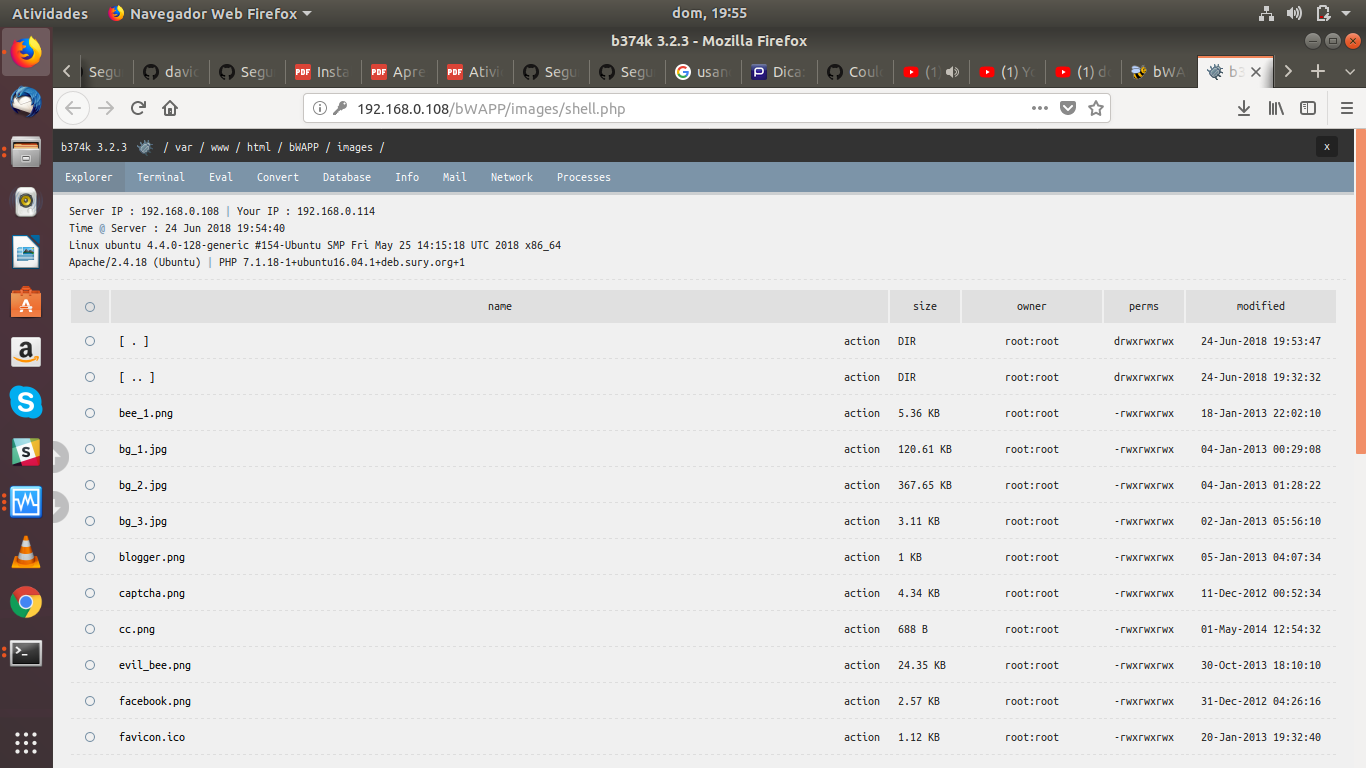 Atividades Navegador Web Firefox dom, 19:55
b374k 3.2.3 - Mozilla Firefox
Segu davic Segu PDF Insta PDF Apre PDF Ativi Segu Segu usan Dica: Coul (1) (1) Yo (1) d bWA b3
192.168.0.108/bWAPP/images/shell.php
b374k 3.2.3 / var / www / html / bWAPP / images / x
Explorer Terminal Eval Convert Database Info Mail Network Processes
Server IP : 192.168.0.108 | Your IP : 192.168.0.114
Time @ Server : 24 Jun 2018 19:54:40
Linux ubuntu 4.4.0-128-generic #154-Ubuntu SMP Fri May 25 14:15:18 UTC 2018 x86_64
Apache/2.4.18 (Ubuntu) | PHP 7.1.18-1+ubuntu16.04.1+deb.sury.org+1
name size owner perms modified
[ . ] action DIR root:root drwxrwxrwx 24-Jun-2018 19:53:47
[ .. ] action DIR root:root drwxrwxrwx 24-Jun-2018 19:32:32
bee_1.png action 5.36 KB root:root -rwxrwxrwx 18-Jan-2013 22:02:10
bg_1.jpg action 120.61 KB root:root -rwxrwxrwx 04-Jan-2013 00:29:08
bg_2.jpg action 367.65 KB root:root -rwxrwxrwx 04-Jan-2013 01:28:22
bg_3.jpg action 3.11 KB root:root -rwxrwxrwx 02-Jan-2013 05:56:10
blogger.png action 1 KB root:root -rwxrwxrwx 05-Jan-2013 04:07:34
captcha.png action 4.34 KB root:root -rwxrwxrwx 11-Dec-2012 00:52:34
cc.png action 688 B root:root -rwxrwxrwx 01-May-2014 12:54:32
evil_bee.png action 24.35 KB root:root -rwxrwxrwx 30-Oct-2013 18:10:10
facebook.png action 2.57 KB root:root -rwxrwxrwx 31-Dec-2012 04:26:16
favicon.ico action 1.12 KB root:root -rwxrwxrwx 20-Jan-2013 19:32:40